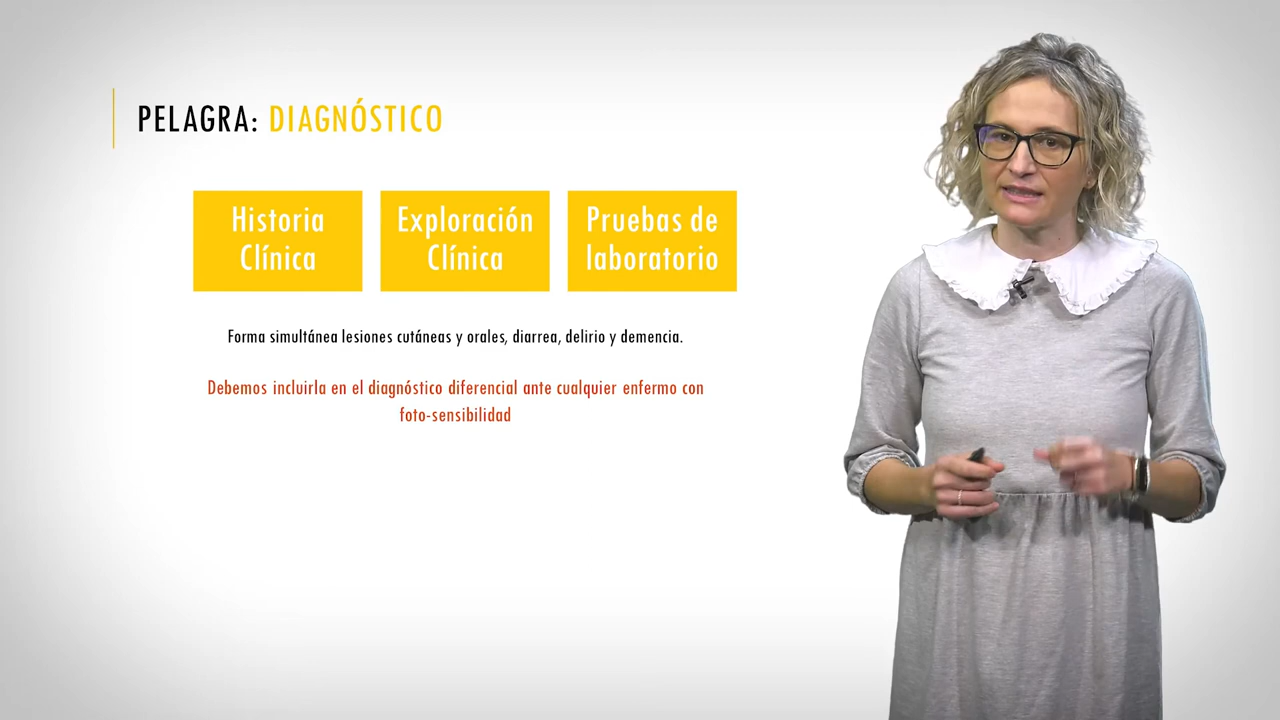 PELAGRA: DIAGNÓSTICO
Historia
Clínica
Exploración
Clínica
Pruebas de
laboratorio
Forma simultánea lesiones cutáneas y orales, diarrea, delirio y demencia.
Debemos incluirla en el diagnóstico diferencial ante cualquier enfermo con
foto-sensibilidad